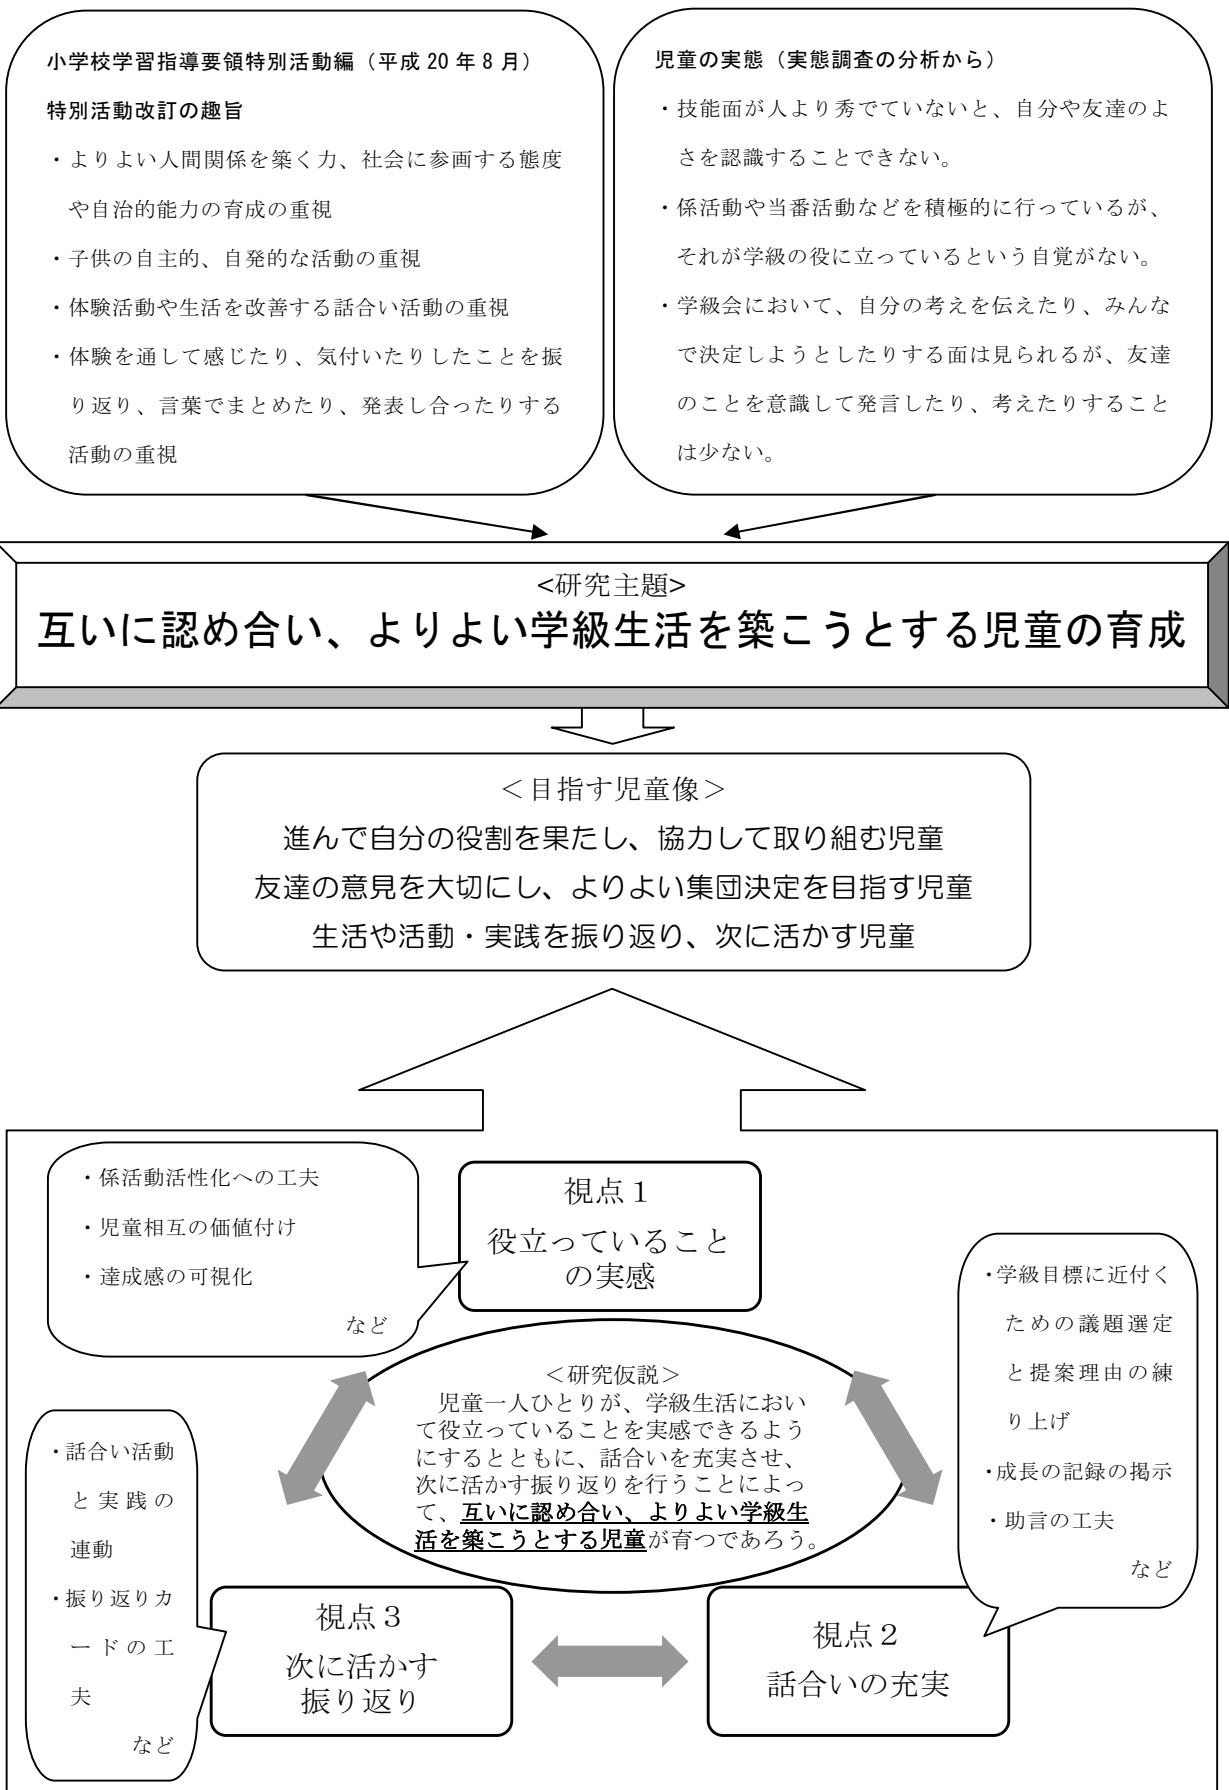 小学校学習指導要領特別活動編（平成 20 年 8 月）
特別活動改訂の趣旨
・よりよい人間関係を築く力、社会に参画する態度
や自治的能力の育成の重視
・子供の自主的、自発的な活動の重視
・体験活動や生活を改善する話合い活動の重視
・体験を通して感じたり、気付いたりしたことを振
り返り、言葉でまとめたり、発表し合ったりする
活動の重視
児童の実態（実態調査の分析から）
・技能面が人より秀でていないと、自分や友達のよ
さを認識することできない。
・係活動や当番活動などを積極的に行っているが、
それが学級の役に立っているという自覚がない。
・学級会において、自分の考えを伝えたり、みんな
で決定しようとしたりする面は見られるが、友達
のことを意識して発言したり、考えたりすること
は少ない。
<研究主題>
互いに認め合い、よりよい学級生活を築こうとする児童の育成
＜目指す児童像＞
進んで自分の役割を果たし、協力して取り組む児童
友達の意見を大切にし、よりよい集団決定を目指す児童
生活や活動・実践を振り返り、次に活かす児童
・係活動活性化への工夫
・児童相互の価値付け
・達成感の可視化
など
視点１
役立っていること
の実感
・学級目標に近付く
ための議題選定
と提案理由の練
り上げ
・成長の記録の掲示
・助言の工夫
など
＜研究仮説＞
児童一人ひとりが、学級生活におい
て役立っていることを実感できるよう
にするとともに、話合いを充実させ、
次に活かす振り返りを行うことによっ
て、互いに認め合い、よりよい学級生
活を築こうとする児童が育つであろう。
・話合い活動
と実践の
連動
・振り返りカ
ードの工
夫
など
視点３
次に活かす
振り返り
視点２
話合いの充実